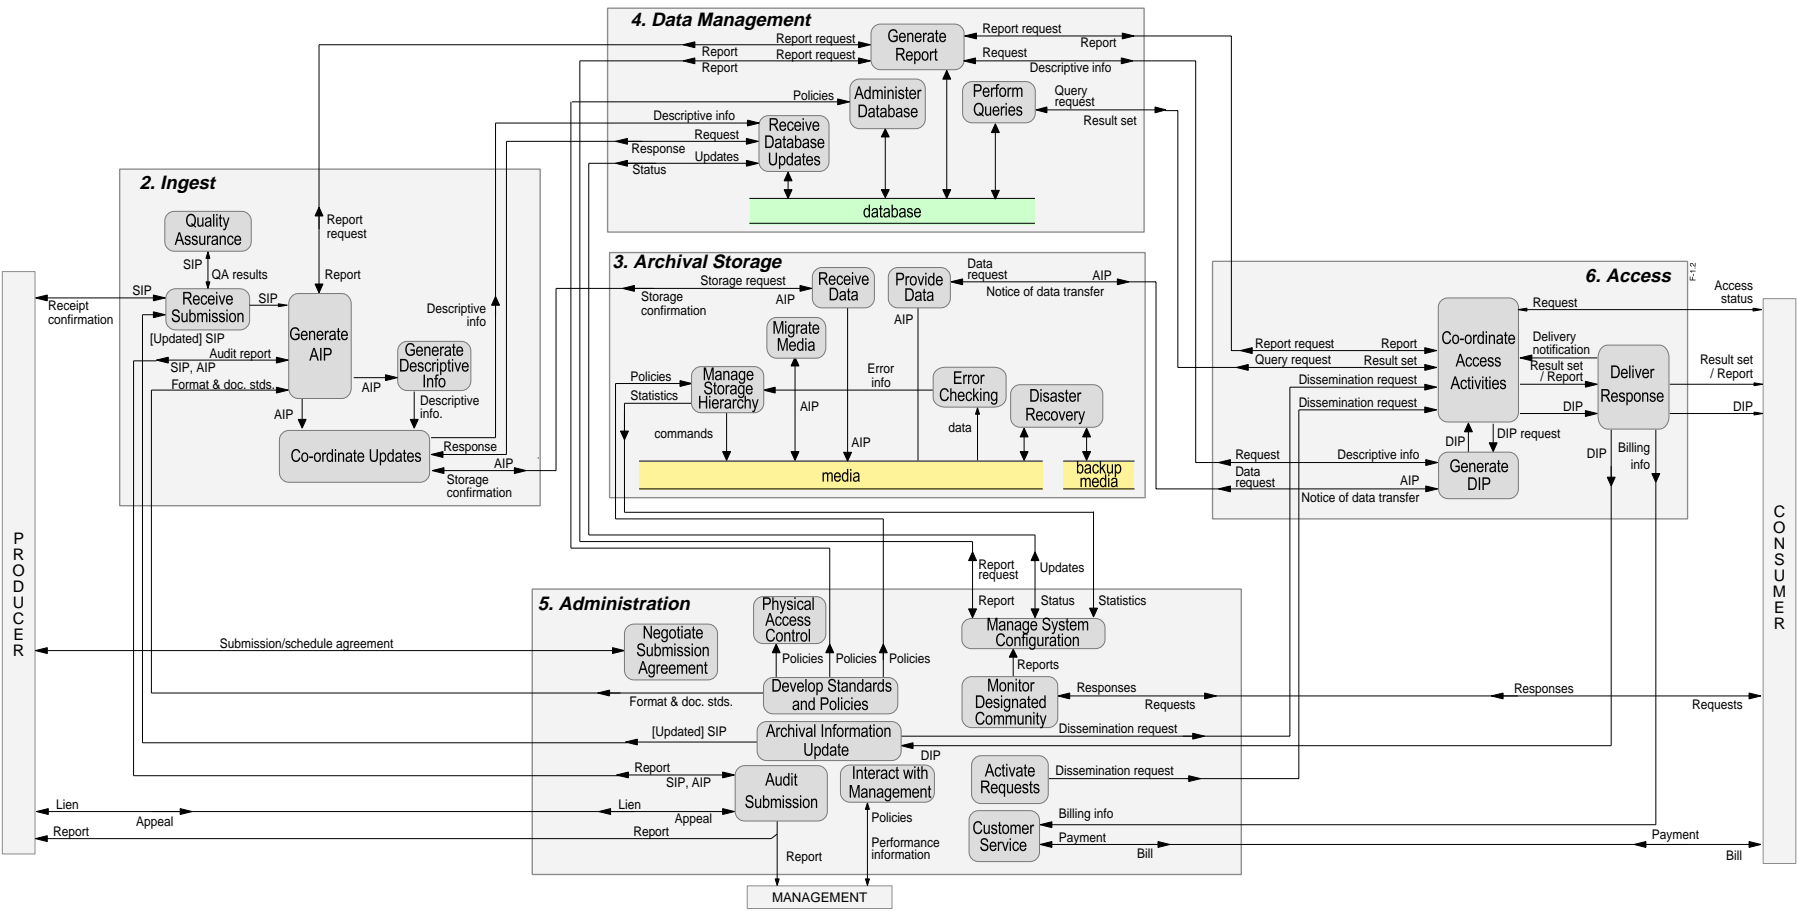 4. Data Management
Report request
Report
Report request
Report
Generate
Report
Report request
Report
Request
Descriptive info
Policies
Administer
Database
Perform
Queries
Query
request
Result set
Descriptive info
Request
Response
Updates
Status
Receive
Database
Updates
database
2. Ingest
Quality
Assurance
SIP
QA results
Report
request
Report
SIP
Receipt
confirmation
Receive
Submission
SIP
[Updated] SIP
Audit report
SIP, AIP
Format & doc. stds.
Generate
AIP
AIP
AIP
Generate
Descriptive
Info
Descriptive
info
Descriptive
info.
Co-ordinate Updates
Response
AIP
Storage
confirmation
3. Archival Storage
Storage request
Storage
confirmation
AIP
Receive
Data
Provide
Data
AIP
Data
request
AIP
Notice of data transfer
Migrate
Media
Policies
Statistics
Manage
Storage
Hierarchy
Error
info
Error
Checking
Disaster
Recovery
AIP
commands
AIP
data
media
backup
media
6. Access
F-1.2
Access
status
Request
Co-ordinate
Access
Activities
Delivery
notification
Result set
/ Report
DIP
Deliver
Response
Result set
/ Report
DIP
Report request
Report
Query request
Result set
Dissemination request
Dissemination request
DIP
DIP request
DIP
Billing
info
Request
Descriptive info
Data
request
AIP
Notice of data transfer
Generate
DIP
PRODUCER
CONSUMER
5. Administration
Report
request
Updates
Report
Status
Statistics
Physical
Access
Control
Manage System
Configuration
Submission/schedule agreement
Negotiate
Submission
Agreement
Policies
Policies
Policies
Reports
Develop Standards
and Policies
Format & doc. stds.
Monitor
Designated
Community
Responses
Requests
Responses
Requests
[Updated] SIP
Archival Information
Update
Dissemination request
DIP
Report
SIP, AIP
Audit
Submission
Interact with
Management
Activate
Requests
Dissemination request
Lien
Appeal
Lien
Appeal
Report
Report
Policies
Performance
information
Report
Customer
Service
Billing info
Payment
Bill
Payment
Bill
MANAGEMENT